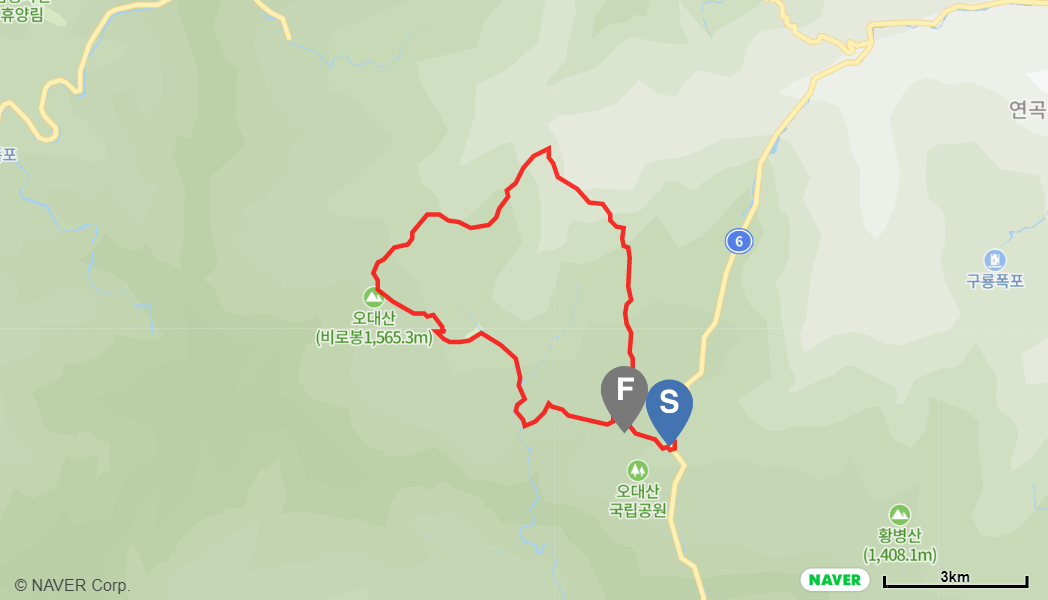 휴양림
연곡
포
6
구룡폭포
오대산
(비로봉1,565.3m)
F
S
오대산
국립공원
황병산
(1,408.1m)
© NAVER Corp.
NAVER
3km